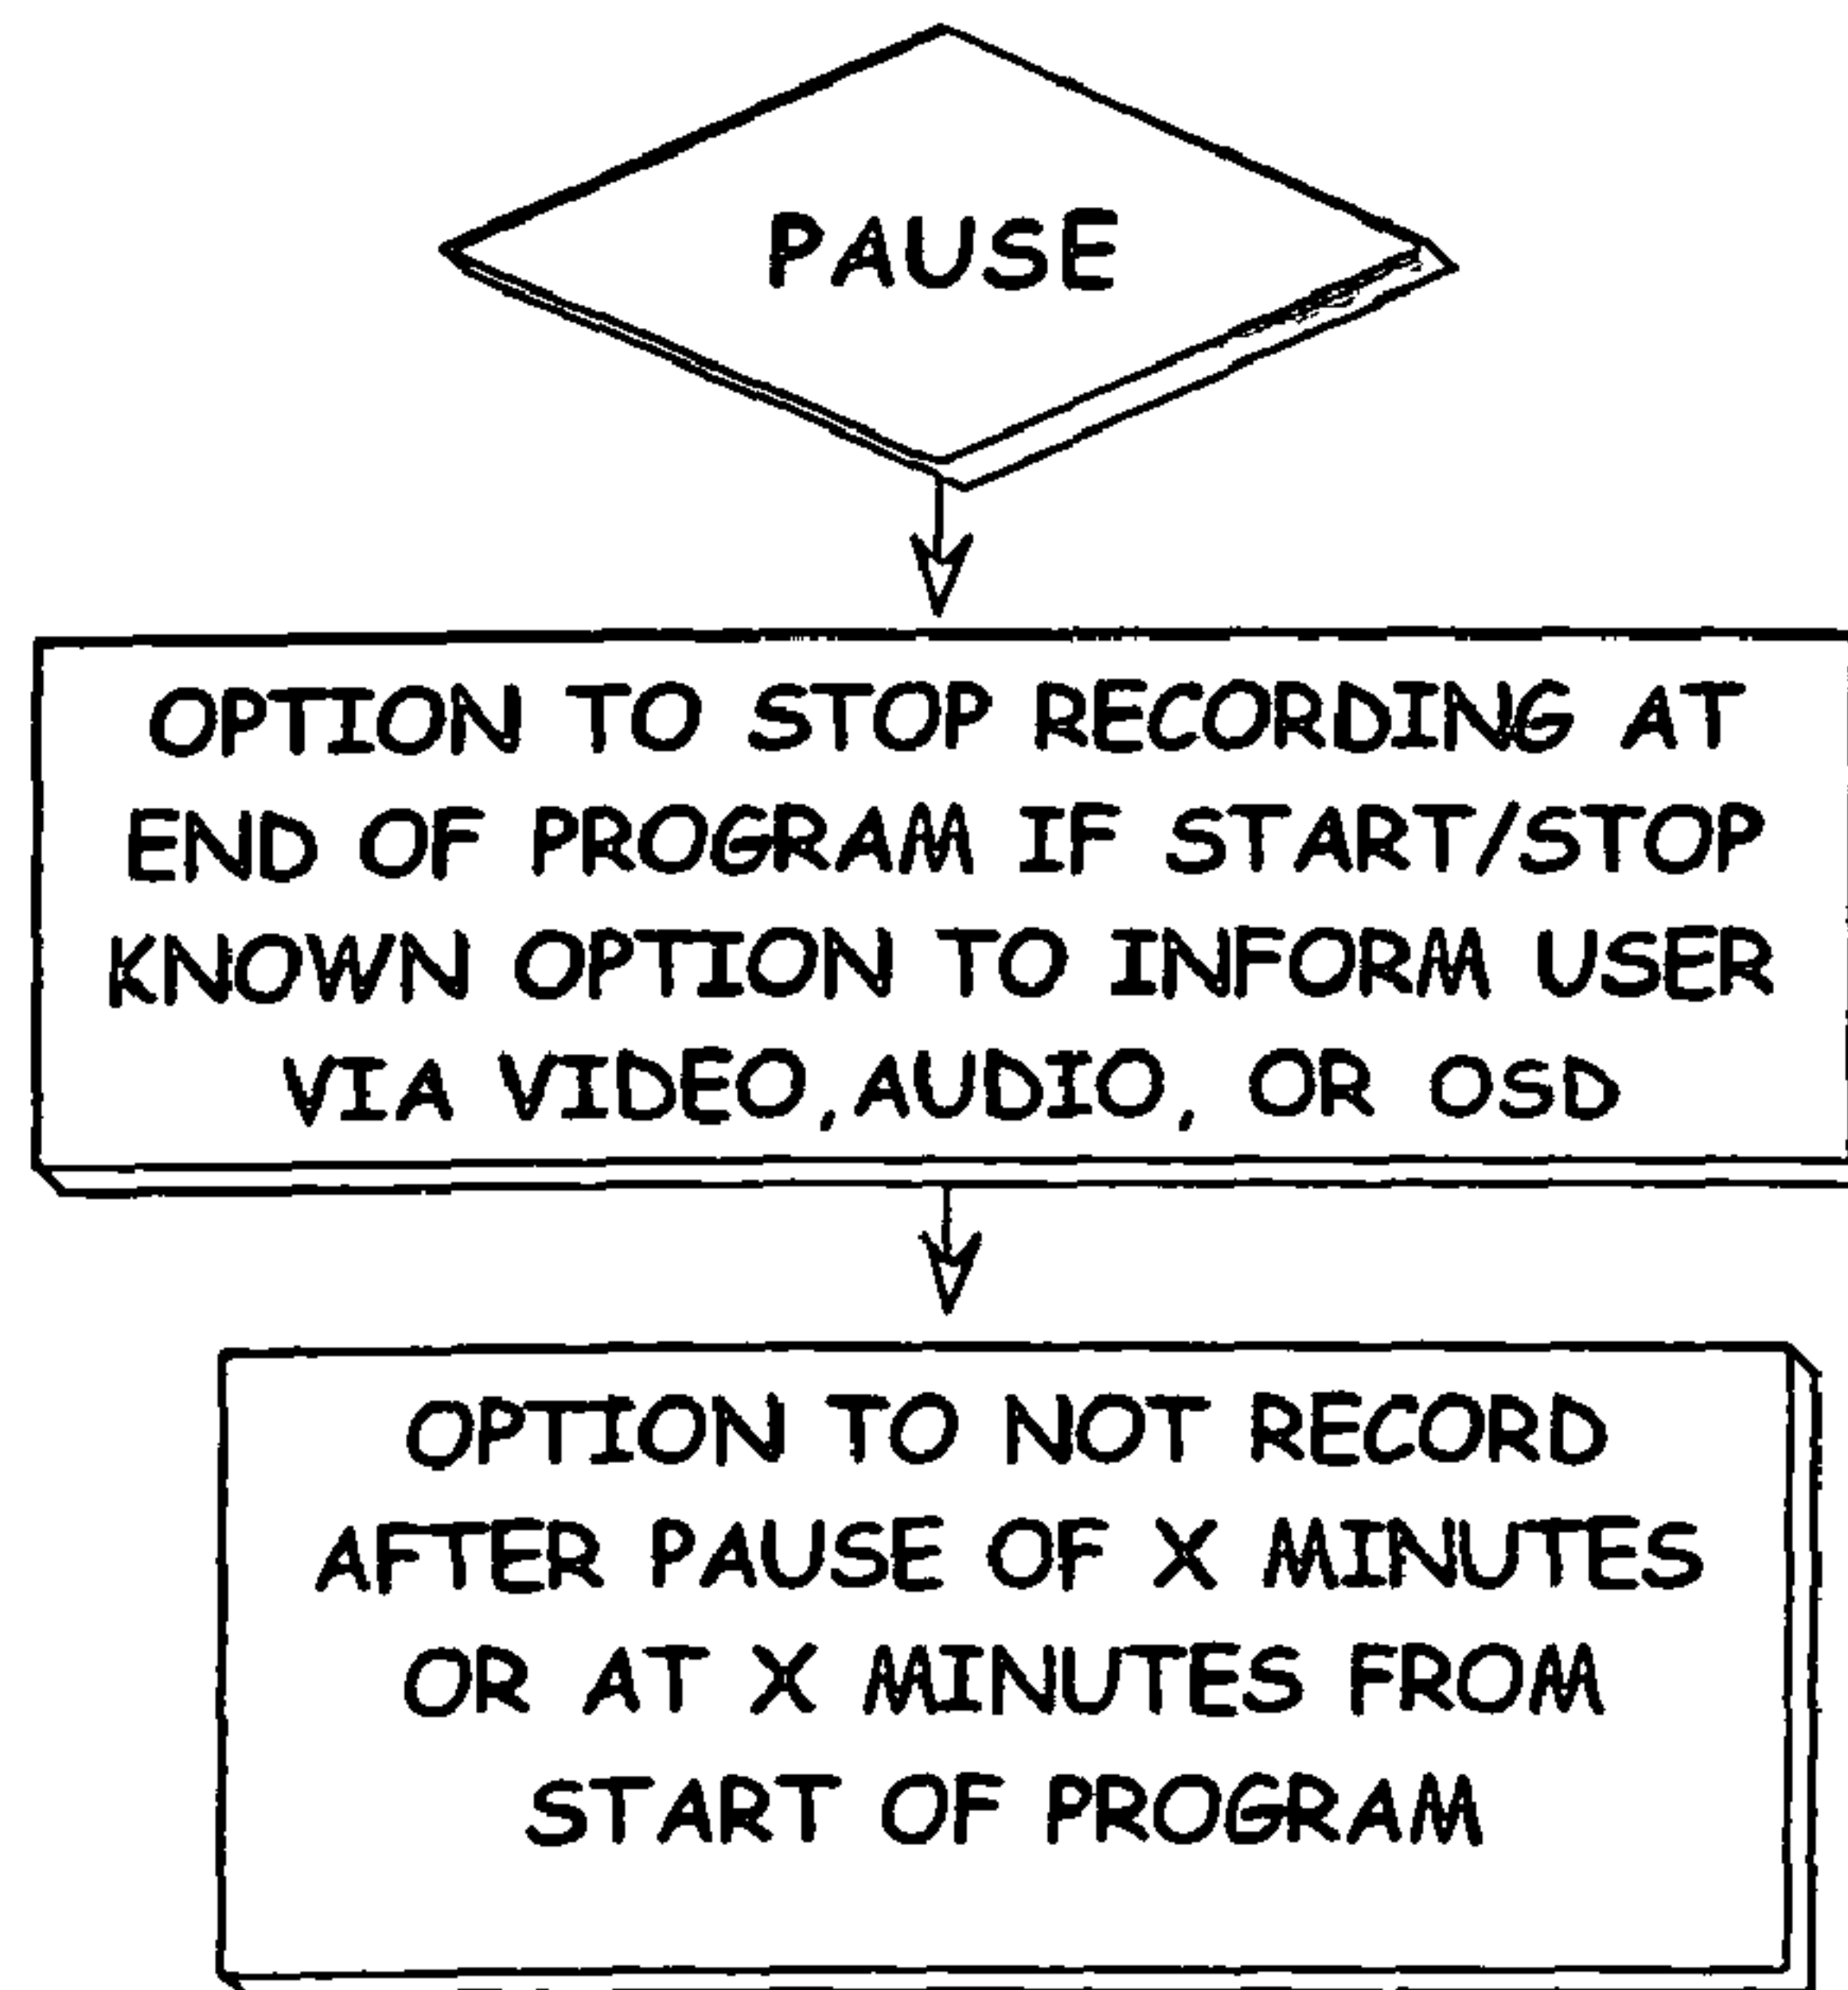 PAUSE
OPTION TO STOP RECORDING AT
END OF PROGRAM IF START/STOP
KNOWN OPTION TO INFORM USER
VIA VIDEO, AUDIO, OR OSD
OPTION TO NOT RECORD
AFTER PAUSE OF X MINUTES
OR AT X MINUTES FROM
START OF PROGRAM